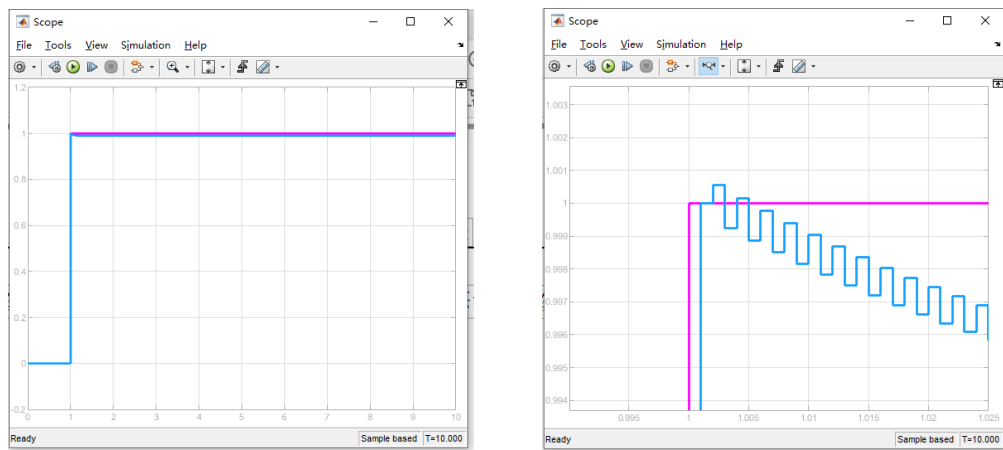 Scope
File Tools View Simulation Help
1.2
1
0.8
0.6
0.4
0.2
0
-0.2
0 1 2 3 4 5 6 7 8 9 10
Ready Sample based T=10.000
Scope
File Tools View Simulation Help
1.003
1.002
1.001
1
0.999
0.998
0.997
0.996
0.995
0.994
0.995 1 1.005 1.01 1.015 1.02 1.025
Ready Sample based T=10.000